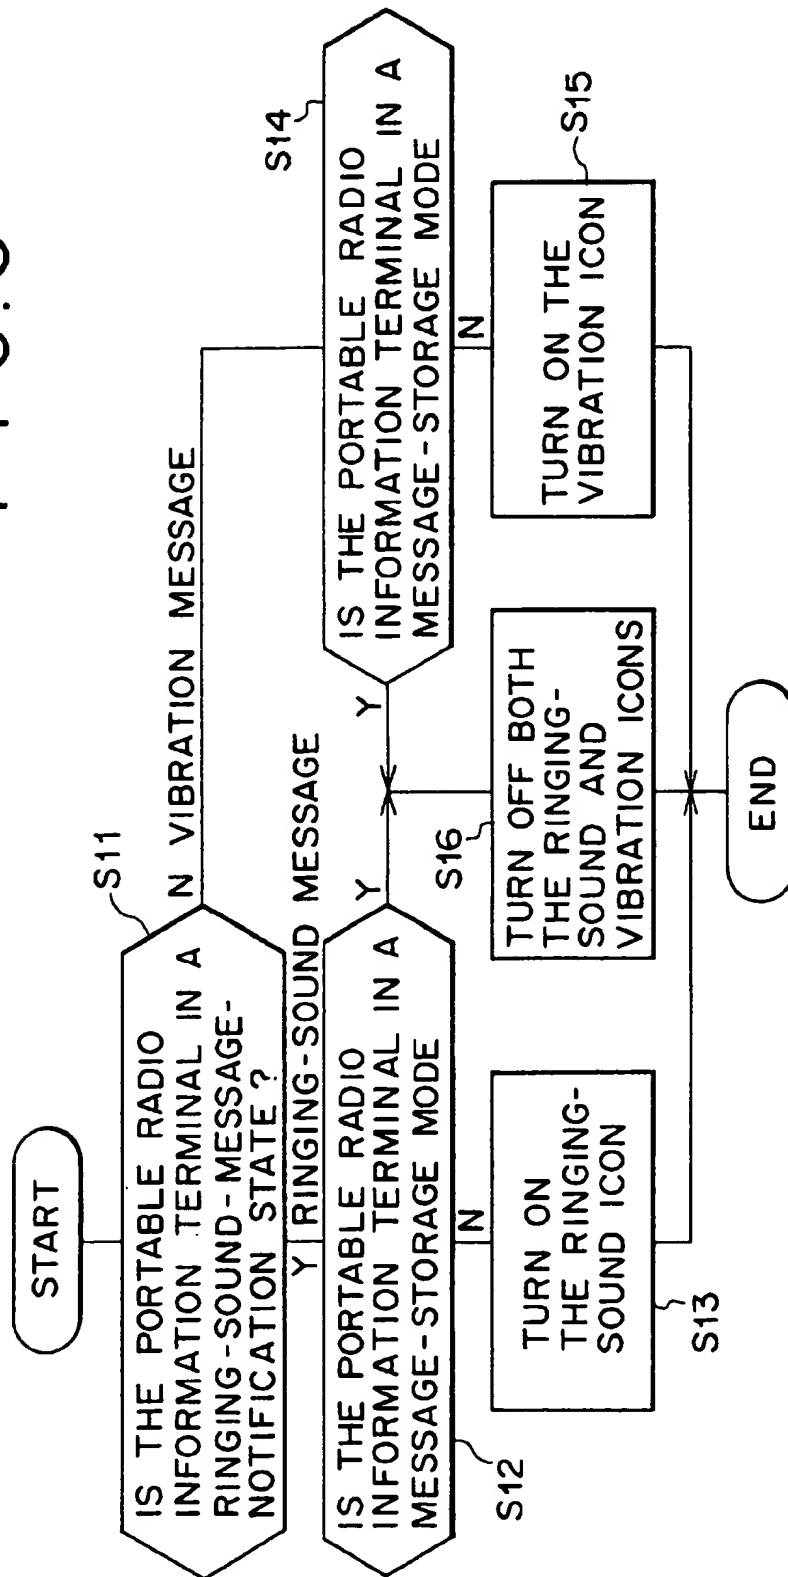 START
S11
IS THE PORTABLE RADIO
INFORMATION TERMINAL IN A
RINGING-SOUND-MESSAGE-
NOTIFICATION STATE ?
N VIBRATION MESSAGE
Y RINGING-SOUND MESSAGE
S12
IS THE PORTABLE RADIO
INFORMATION TERMINAL IN A
MESSAGE-STORAGE MODE
Y
N
S14
IS THE PORTABLE RADIO
INFORMATION TERMINAL IN A
MESSAGE-STORAGE MODE
Y
N
S13
TURN ON
THE RINGING-
SOUND ICON
S16
TURN OFF BOTH
THE RINGING-
SOUND AND
VIBRATION ICONS
S15
TURN ON THE
VIBRATION ICON
END